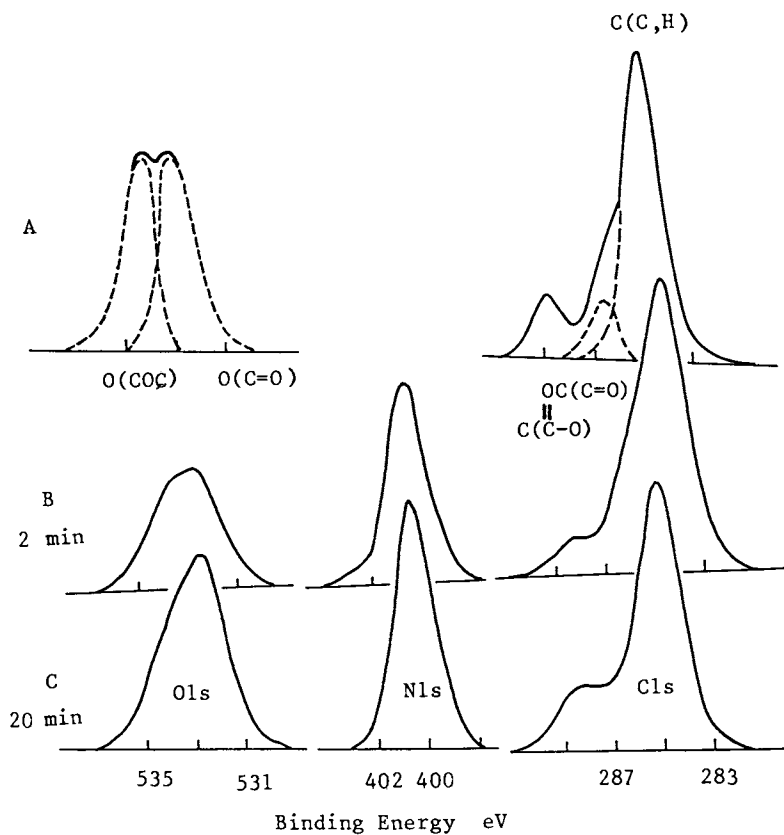 C(C,H)
A
O(COC) O(C=O)
OC(C=O)
O
||
C(C-O)
B
2 min
C
20 min
O1s
N1s
C1s
535 531 402 400 287 283
Binding Energy eV